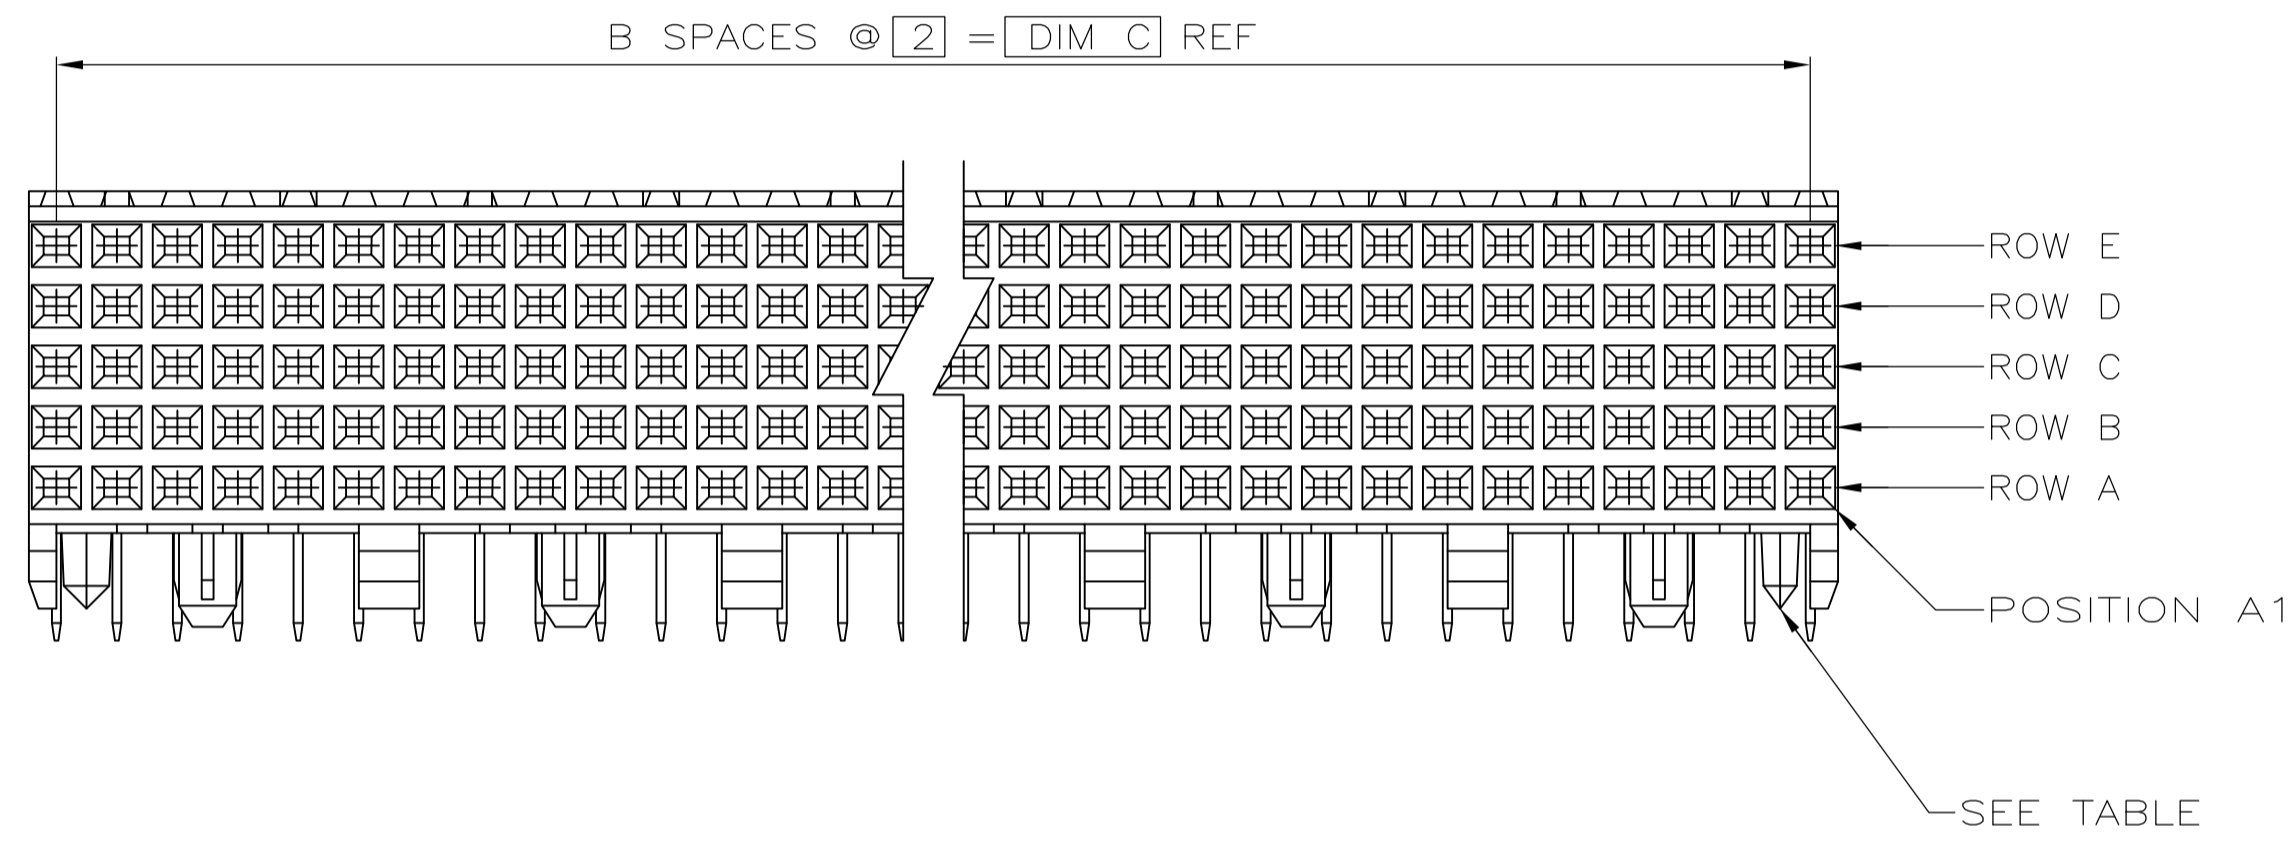 B SPACES @ 2 = DIM C REF
ROW E
ROW D
ROW C
ROW B
ROW A
POSITION A1
SEE TABLE